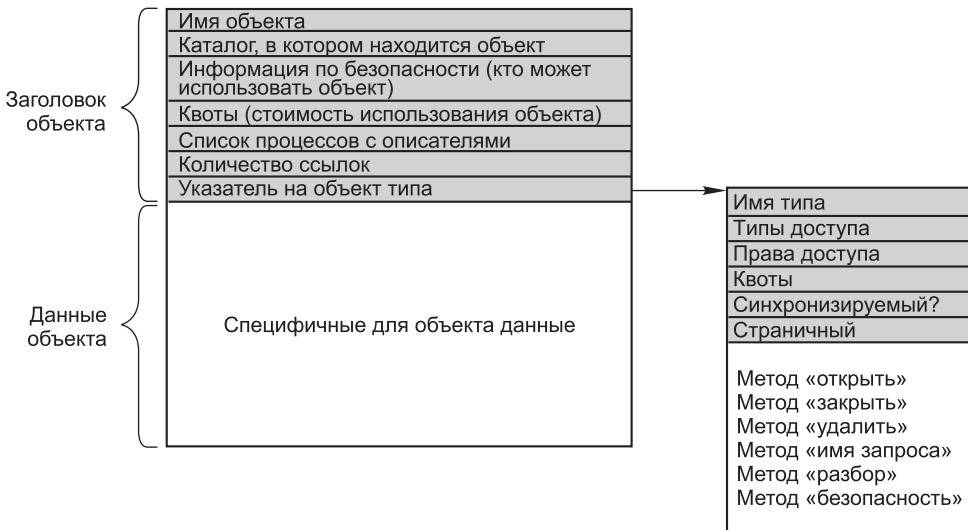 Заголовок
объекта
Имя объекта
Каталог, в котором находится объект
Информация по безопасности (кто может
использовать объект)
Квоты (стоимость использования объекта)
Список процессов с описателями
Количество ссылок
Указатель на объект типа
Данные
объекта
Специфичные для объекта данные
Имя типа
Типы доступа
Права доступа
Квоты
Синхронизируемый?
Страничный
Метод «открыть»
Метод «закрыть»
Метод «удалить»
Метод «имя запроса»
Метод «разбор»
Метод «безопасность»